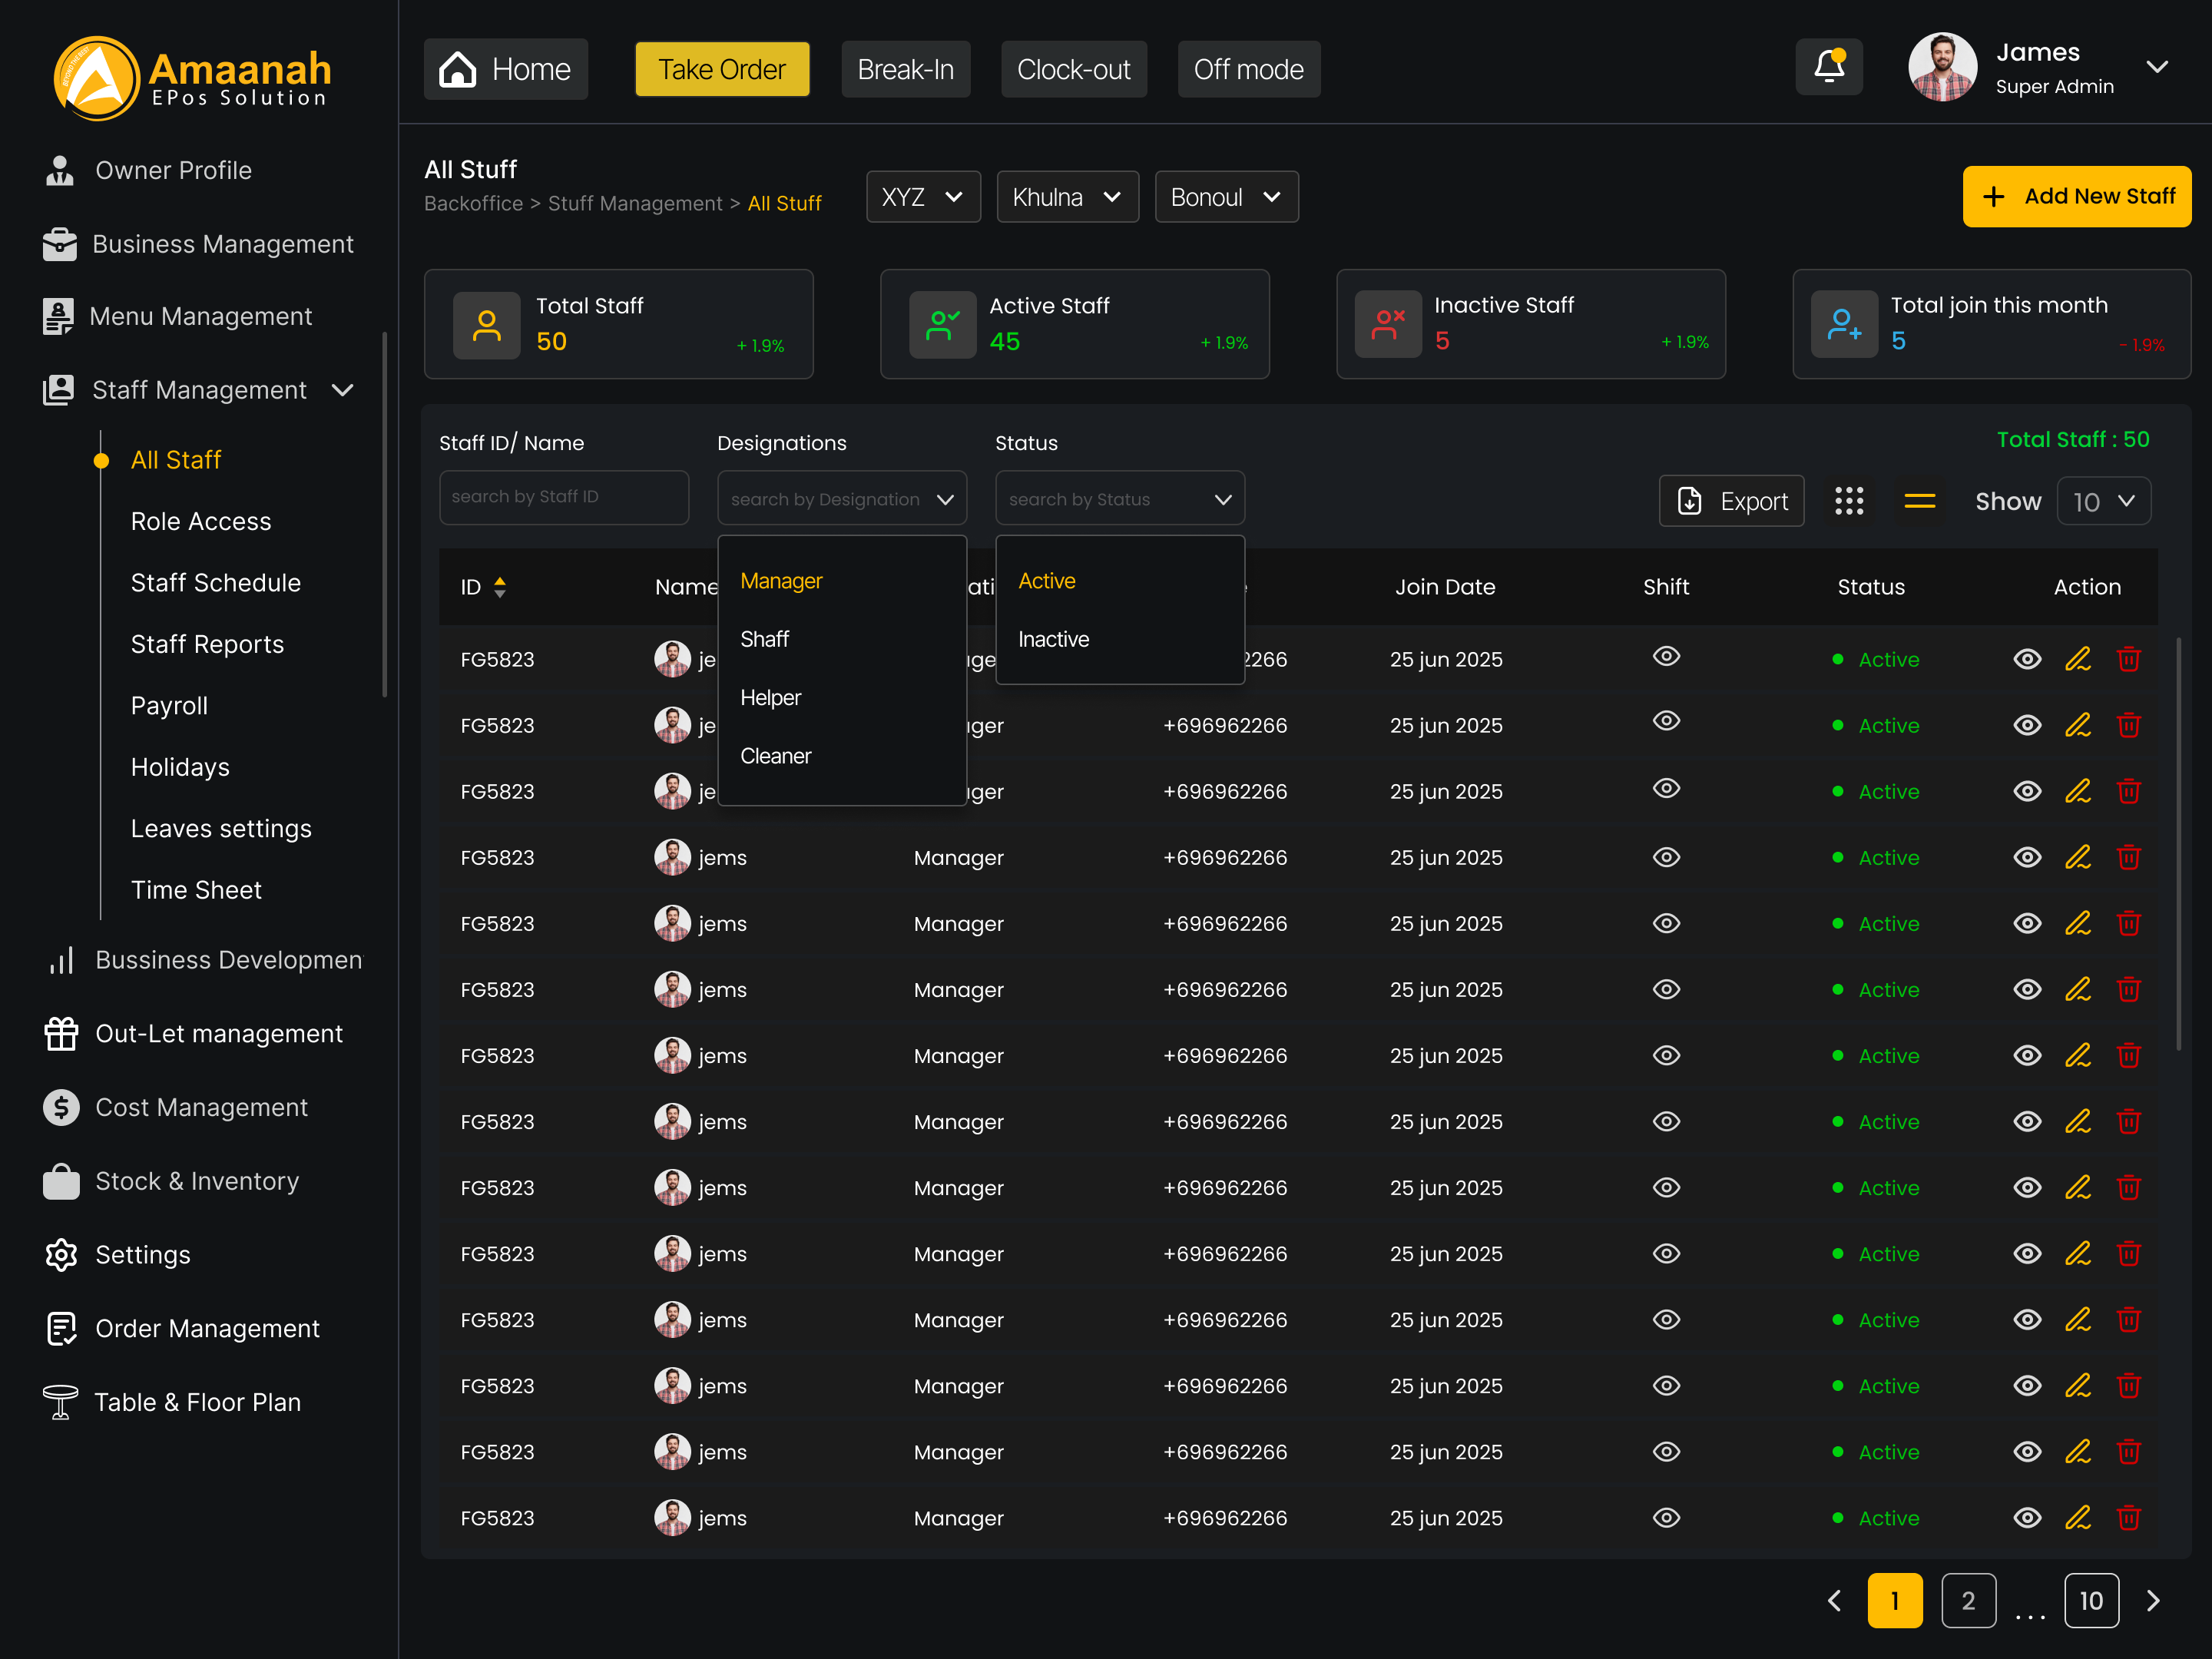 Amaanah
EPos Solution
Home
Take Order
Break-In
Clock-out
Off mode
James
Super Admin
Owner Profile
Business Management
Menu Management
Staff Management
All Staff
Role Access
Staff Schedule
Staff Reports
Payroll
Holidays
Leaves settings
Time Sheet
Bussiness Developmen
Out-Let management
Cost Management
Stock & Inventory
Settings
Order Management
Table & Floor Plan
All Stuff
Backoffice > Stuff Management > All Stuff
XYZ
Khulna
Bonoul
Add New Staff
Total Staff
50
+ 1.9%
Active Staff
45
+ 1.9%
Inactive Staff
5
+ 1.9%
Total join this month
5
- 1.9%
Staff ID/ Name
Designations
Status
Total Staff : 50
search by Staff ID
search by Designation
search by Status
Export
Show
10
Manager
Shaff
Helper
Cleaner
Active
Inactive
ID Name ati Join Date Shift Status Action
FG5823 je ge 2266 25 jun 2025 Active
FG5823 je ger +696962266 25 jun 2025 Active
FG5823 je ger +696962266 25 jun 2025 Active
FG5823 jems Manager +696962266 25 jun 2025 Active
FG5823 jems Manager +696962266 25 jun 2025 Active
FG5823 jems Manager +696962266 25 jun 2025 Active
FG5823 jems Manager +696962266 25 jun 2025 Active
FG5823 jems Manager +696962266 25 jun 2025 Active
FG5823 jems Manager +696962266 25 jun 2025 Active
FG5823 jems Manager +696962266 25 jun 2025 Active
FG5823 jems Manager +696962266 25 jun 2025 Active
FG5823 jems Manager +696962266 25 jun 2025 Active
FG5823 jems Manager +696962266 25 jun 2025 Active
FG5823 jems Manager +696962266 25 jun 2025 Active
1 2 ... 10